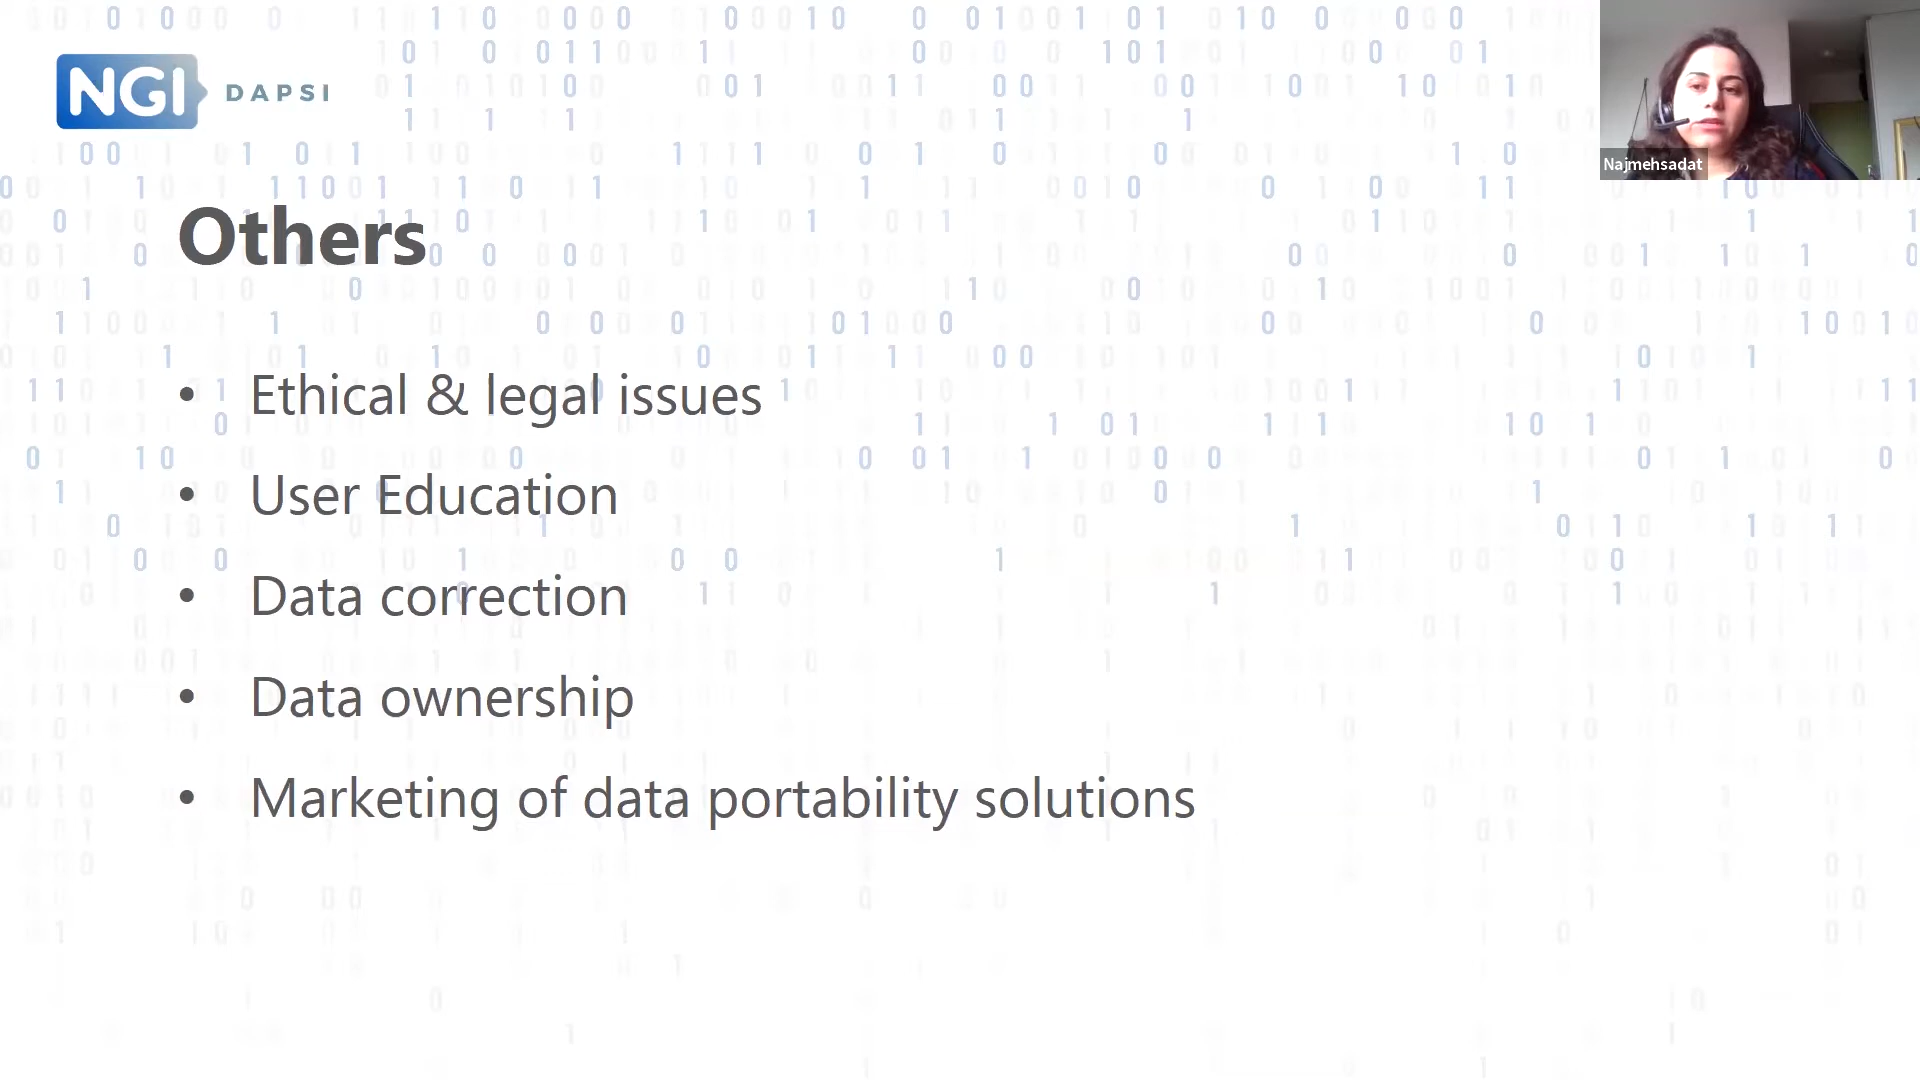 NGI DAPSI
Najmehsadat
Others
• Ethical & legal issues
• User Education
• Data correction
• Data ownership
• Marketing of data portability solutions